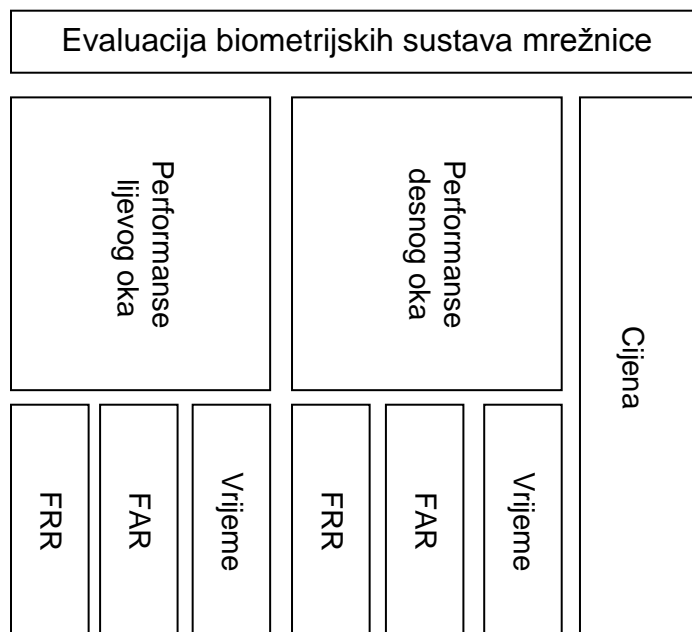 Evaluacija biometrijskih sustava mrežnice
Performanse
lijevog oka
Performanse
desnog oka
Cijena
FRR
FAR
Vrijeme
FRR
FAR
Vrijeme